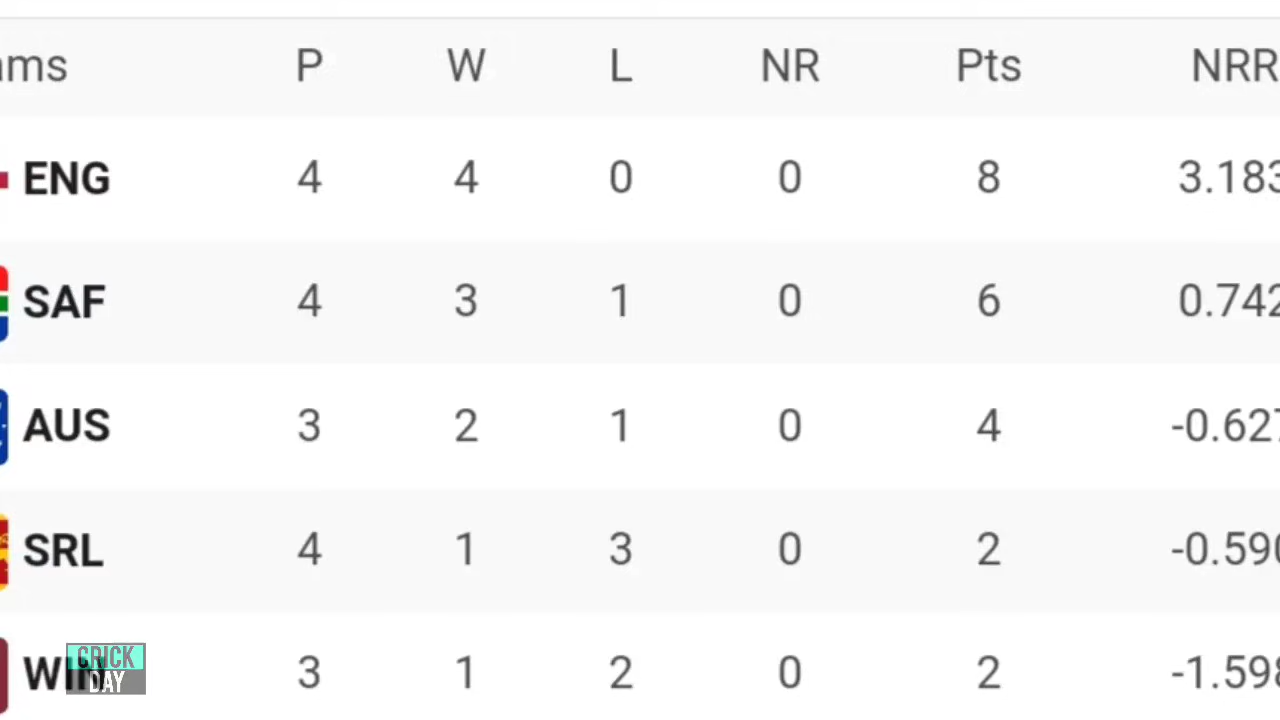 ams P W L NR Pts NRR
ENG 4 4 0 0 8 3.183
SAF 4 3 1 0 6 0.742
AUS 3 2 1 0 4 -0.627
SRL 4 1 3 0 2 -0.590
WIN 3 1 2 0 2 -1.598
CRICK
DAY